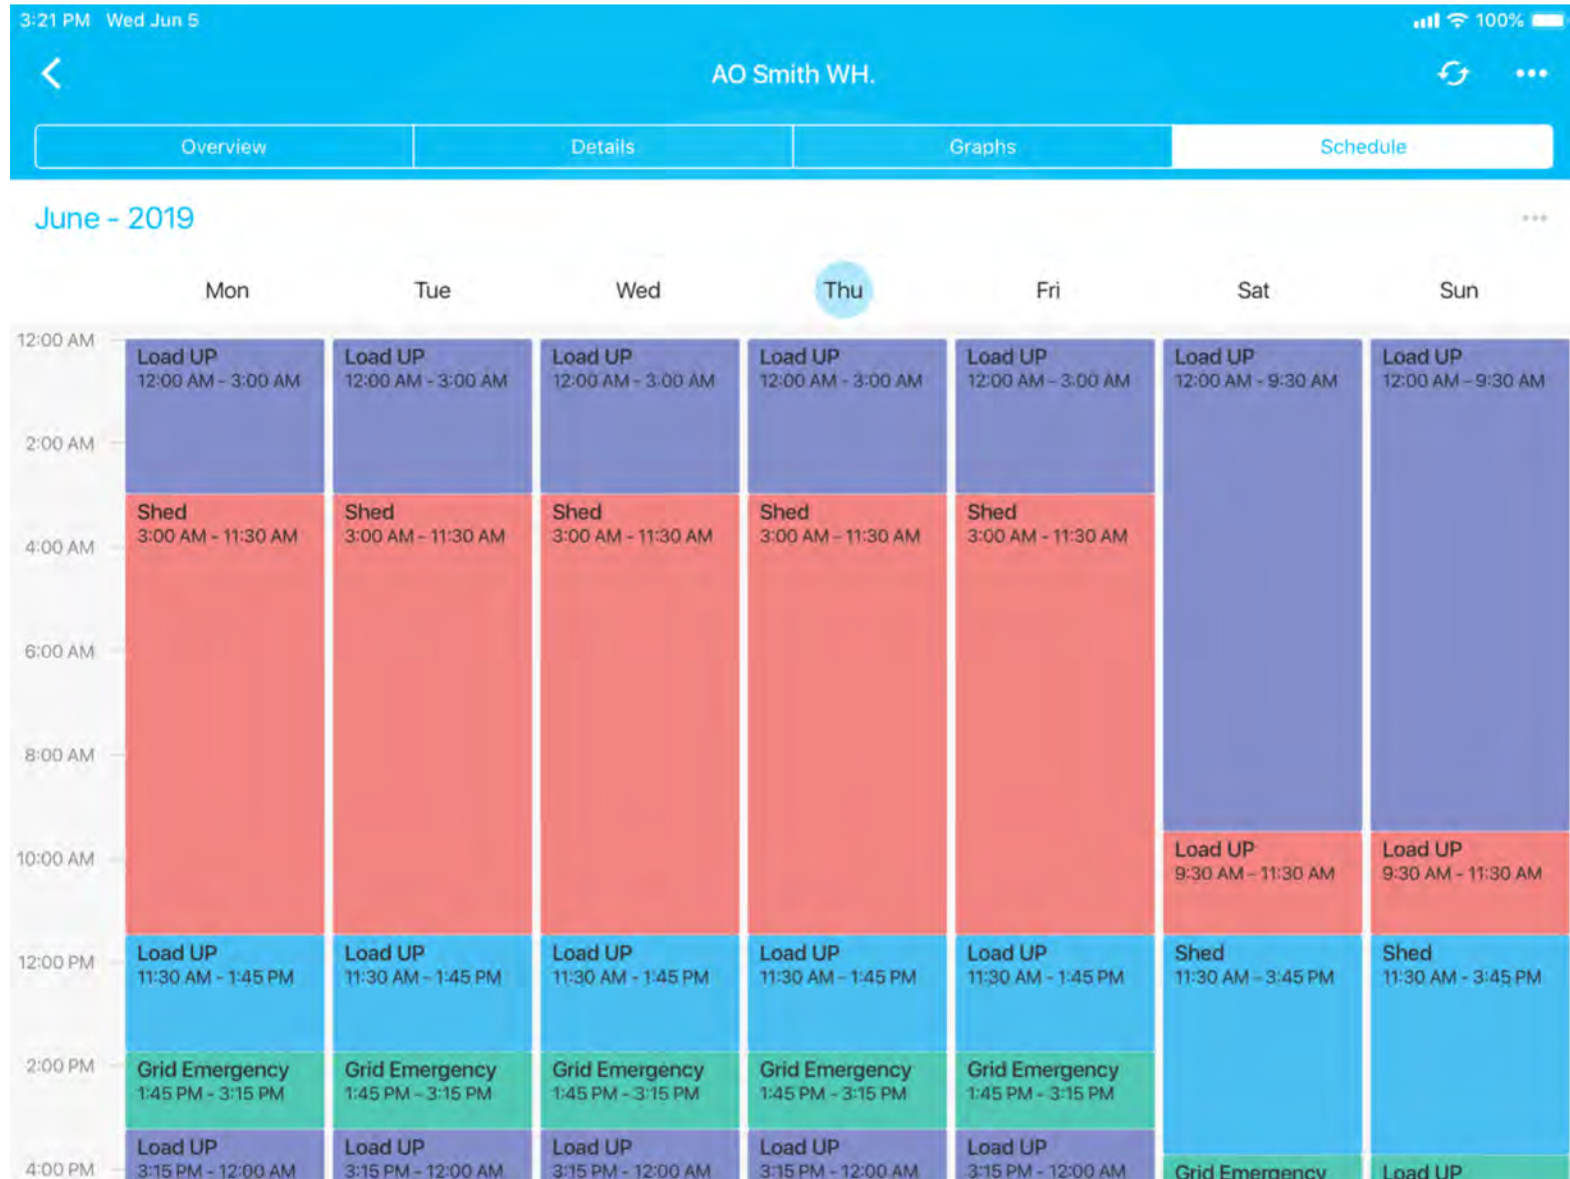 3:21 PM Wed Jun 5 100%
AO Smith WH.
Overview Details Graphs Schedule
June - 2019
Mon Tue Wed Thu Fri Sat Sun
12:00 AM
Load UP Load UP Load UP Load UP Load UP Load UP Load UP
12:00 AM - 3:00 AM 12:00 AM - 3:00 AM 12:00 AM - 3:00 AM 12:00 AM - 3:00 AM 12:00 AM - 3:00 AM 12:00 AM - 9:30 AM 12:00 AM - 9:30 AM
2:00 AM
Shed Shed Shed Shed Shed
3:00 AM - 11:30 AM 3:00 AM - 11:30 AM 3:00 AM - 11:30 AM 3:00 AM - 11:30 AM 3:00 AM - 11:30 AM
4:00 AM
6:00 AM
8:00 AM
10:00 AM
Load UP Load UP
9:30 AM - 11:30 AM 9:30 AM - 11:30 AM
12:00 PM
Load UP Load UP Load UP Load UP Load UP Shed Shed
11:30 AM - 1:45 PM 11:30 AM - 1:45 PM 11:30 AM - 1:45 PM 11:30 AM - 1:45 PM 11:30 AM - 1:45 PM 11:30 AM - 3:45 PM 11:30 AM - 3:45 PM
2:00 PM
Grid Emergency Grid Emergency Grid Emergency Grid Emergency Grid Emergency
1:45 PM - 3:15 PM 1:45 PM - 3:15 PM 1:45 PM - 3:15 PM 1:45 PM - 3:15 PM 1:45 PM - 3:15 PM
Load UP Load UP Load UP Load UP Load UP
4:00 PM 3:15 PM - 12:00 AM 3:15 PM - 12:00 AM 3:15 PM - 12:00 AM 3:15 PM - 12:00 AM 3:15 PM - 12:00 AM Grid Emergency Load UP